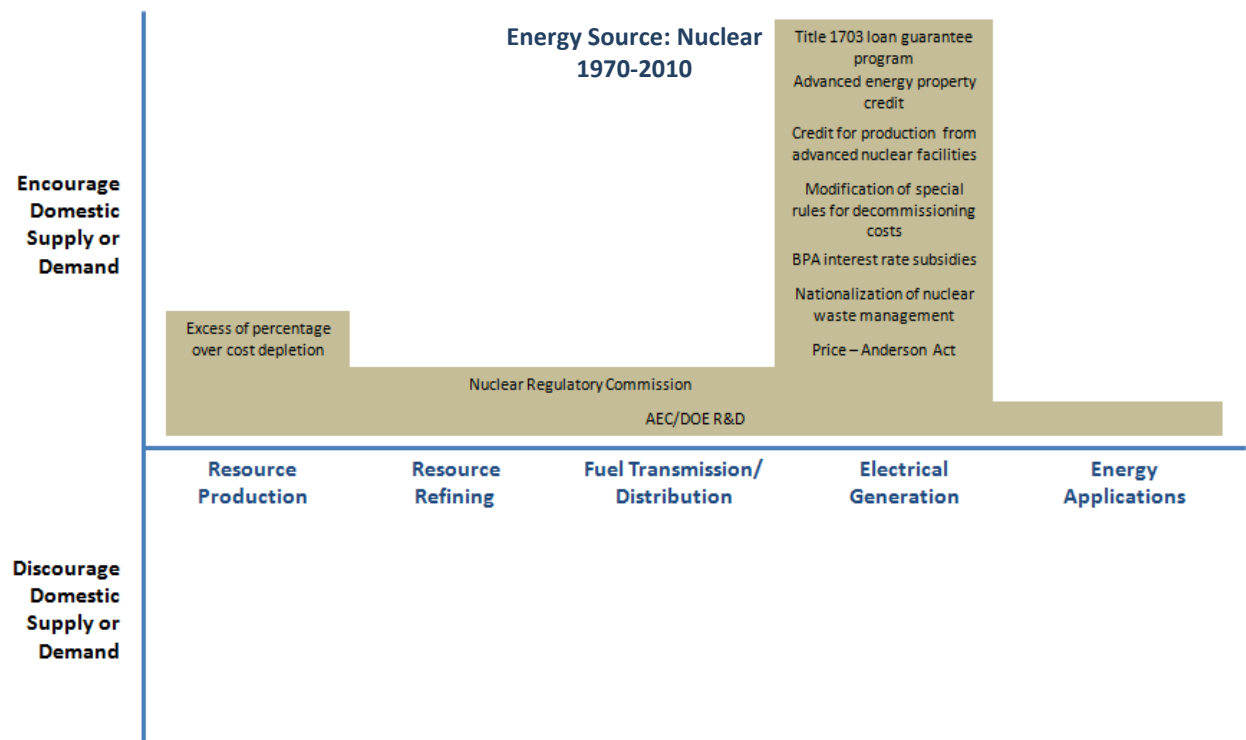 Energy Source: Nuclear
1970-2010
Title 1703 loan guarantee
program
Advanced energy property
credit
Credit for production from
advanced nuclear facilities
Modification of special
rules for decommissioning
costs
BPA interest rate subsidies
Nationalization of nuclear
waste management
Price – Anderson Act
Encourage
Domestic
Supply or
Demand
Excess of percentage
over cost depletion
Nuclear Regulatory Commission
AEC/DOE R&D
Resource
Production
Resource
Refining
Fuel Transmission/
Distribution
Electrical
Generation
Energy
Applications
Discourage
Domestic
Supply or
Demand